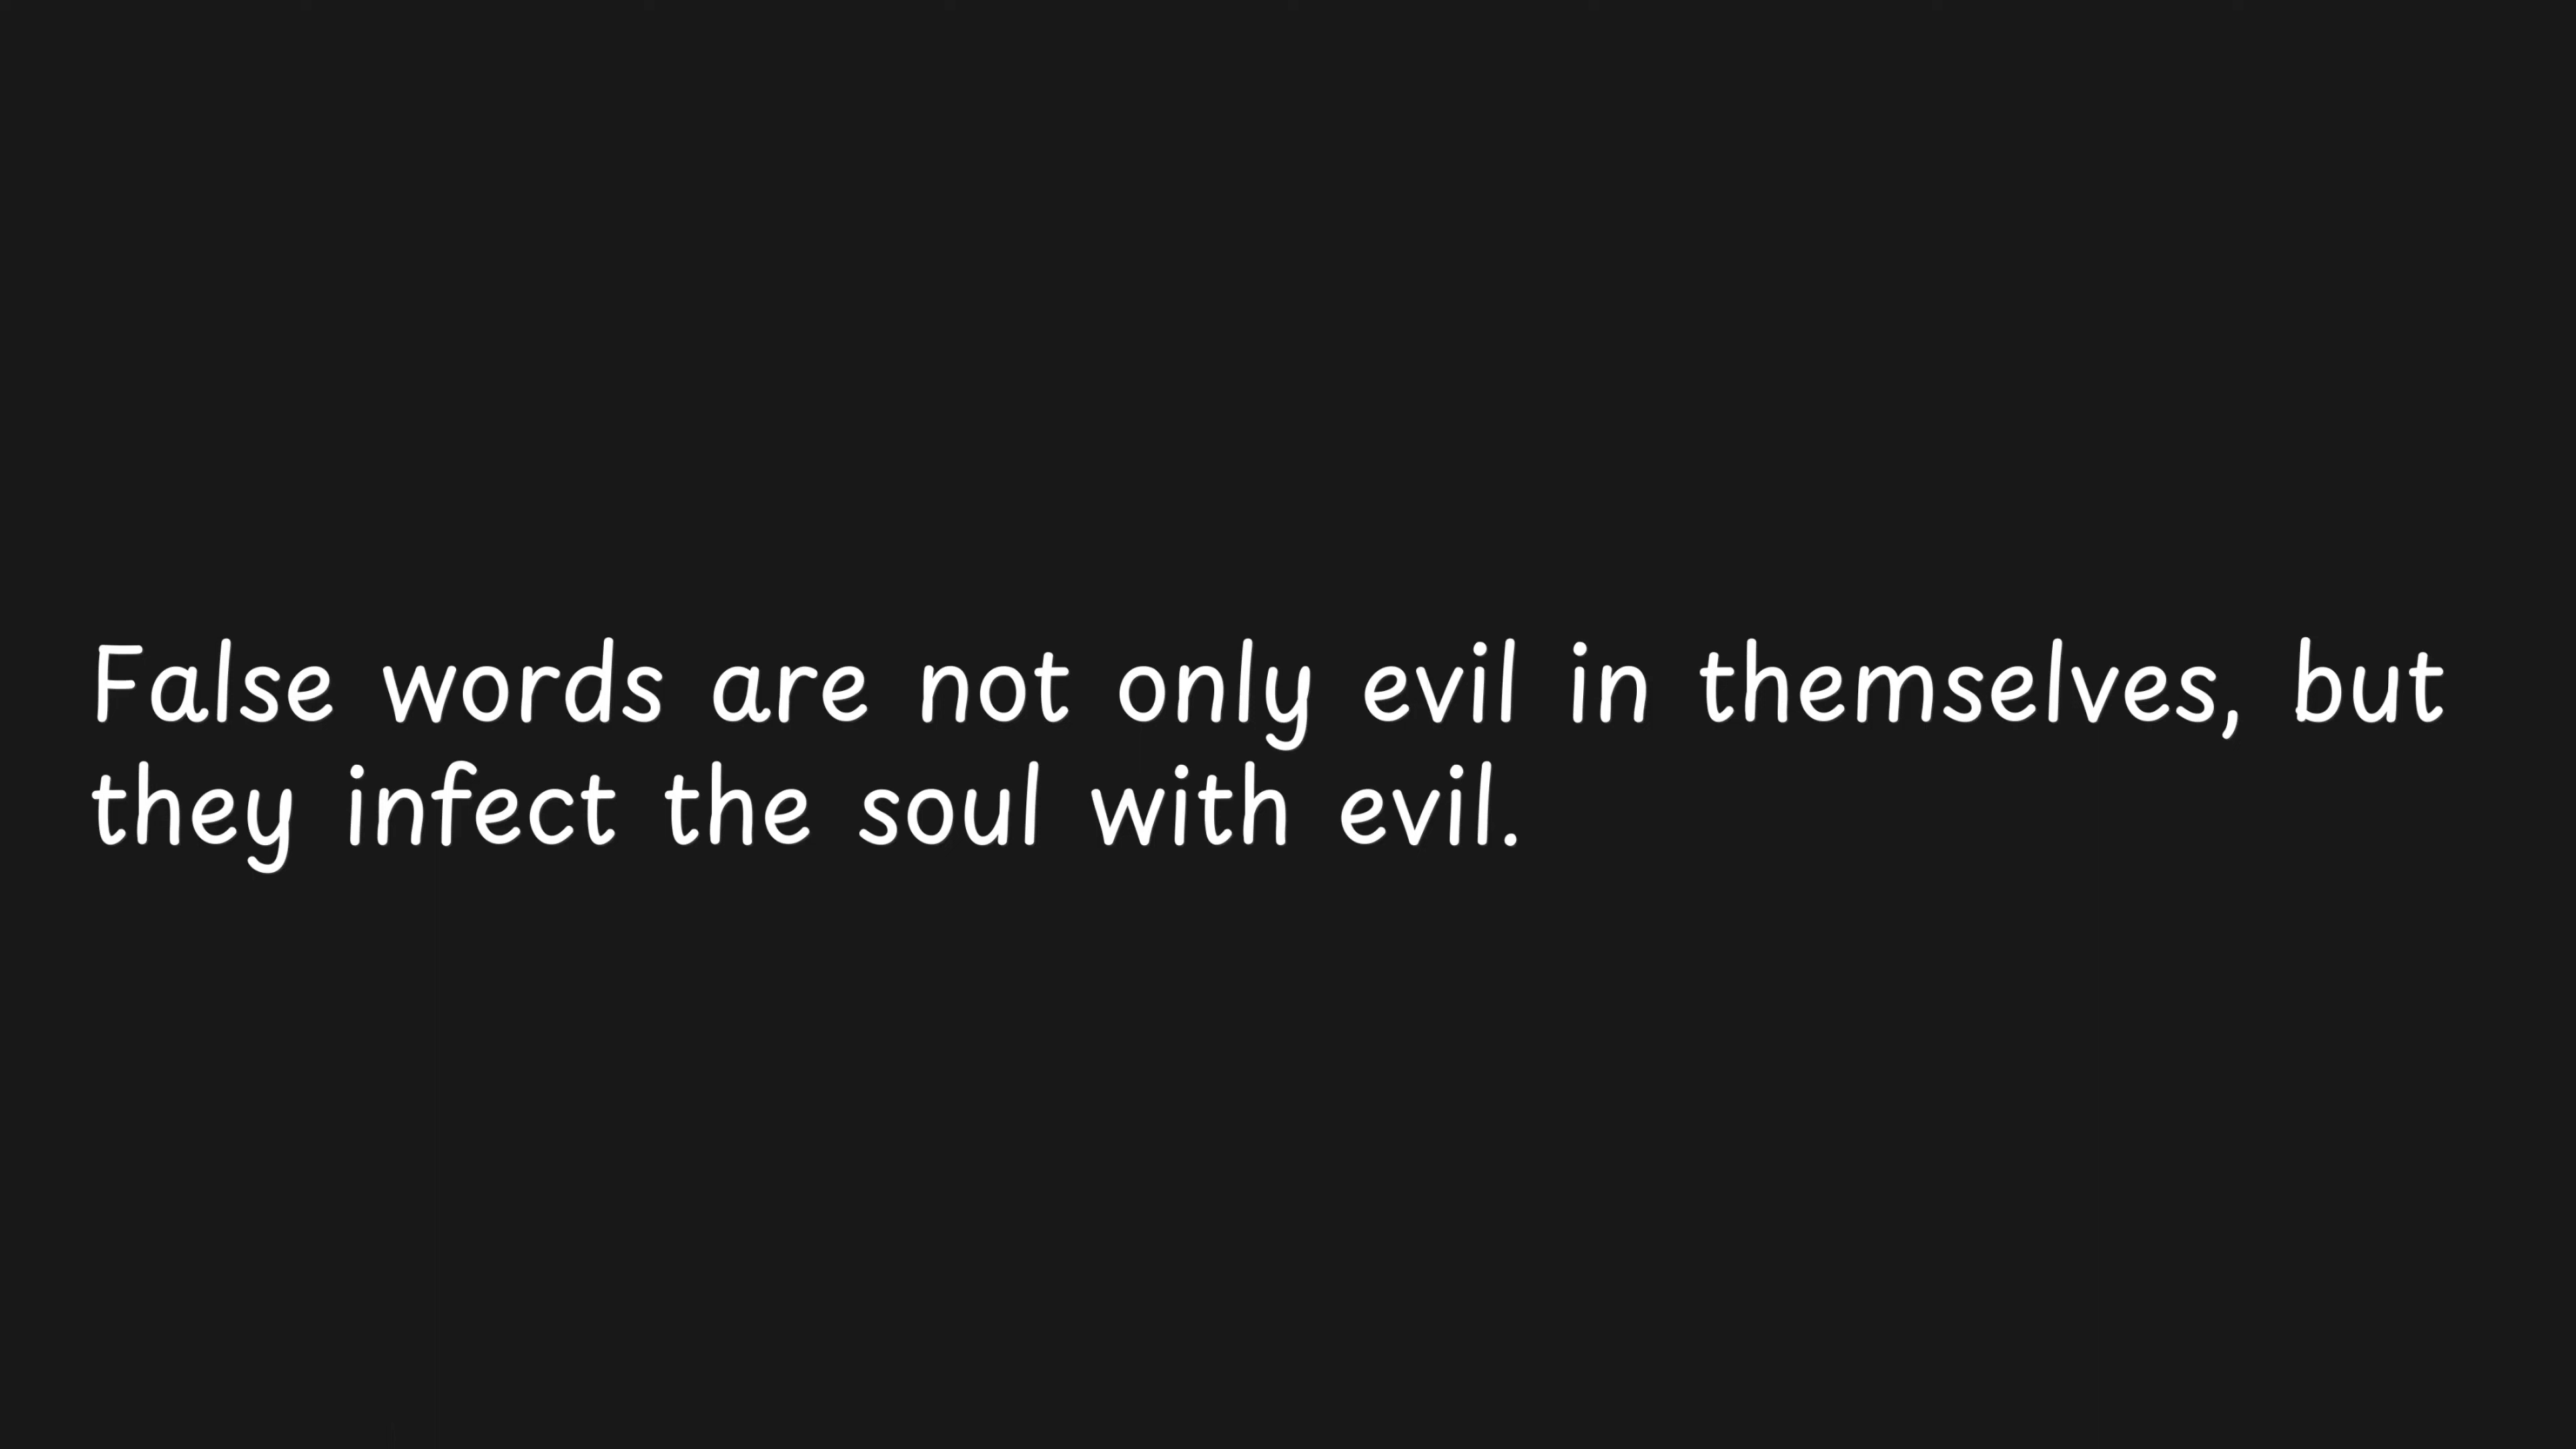 False words are not only evil in themselves, but
they infect the soul with evil.